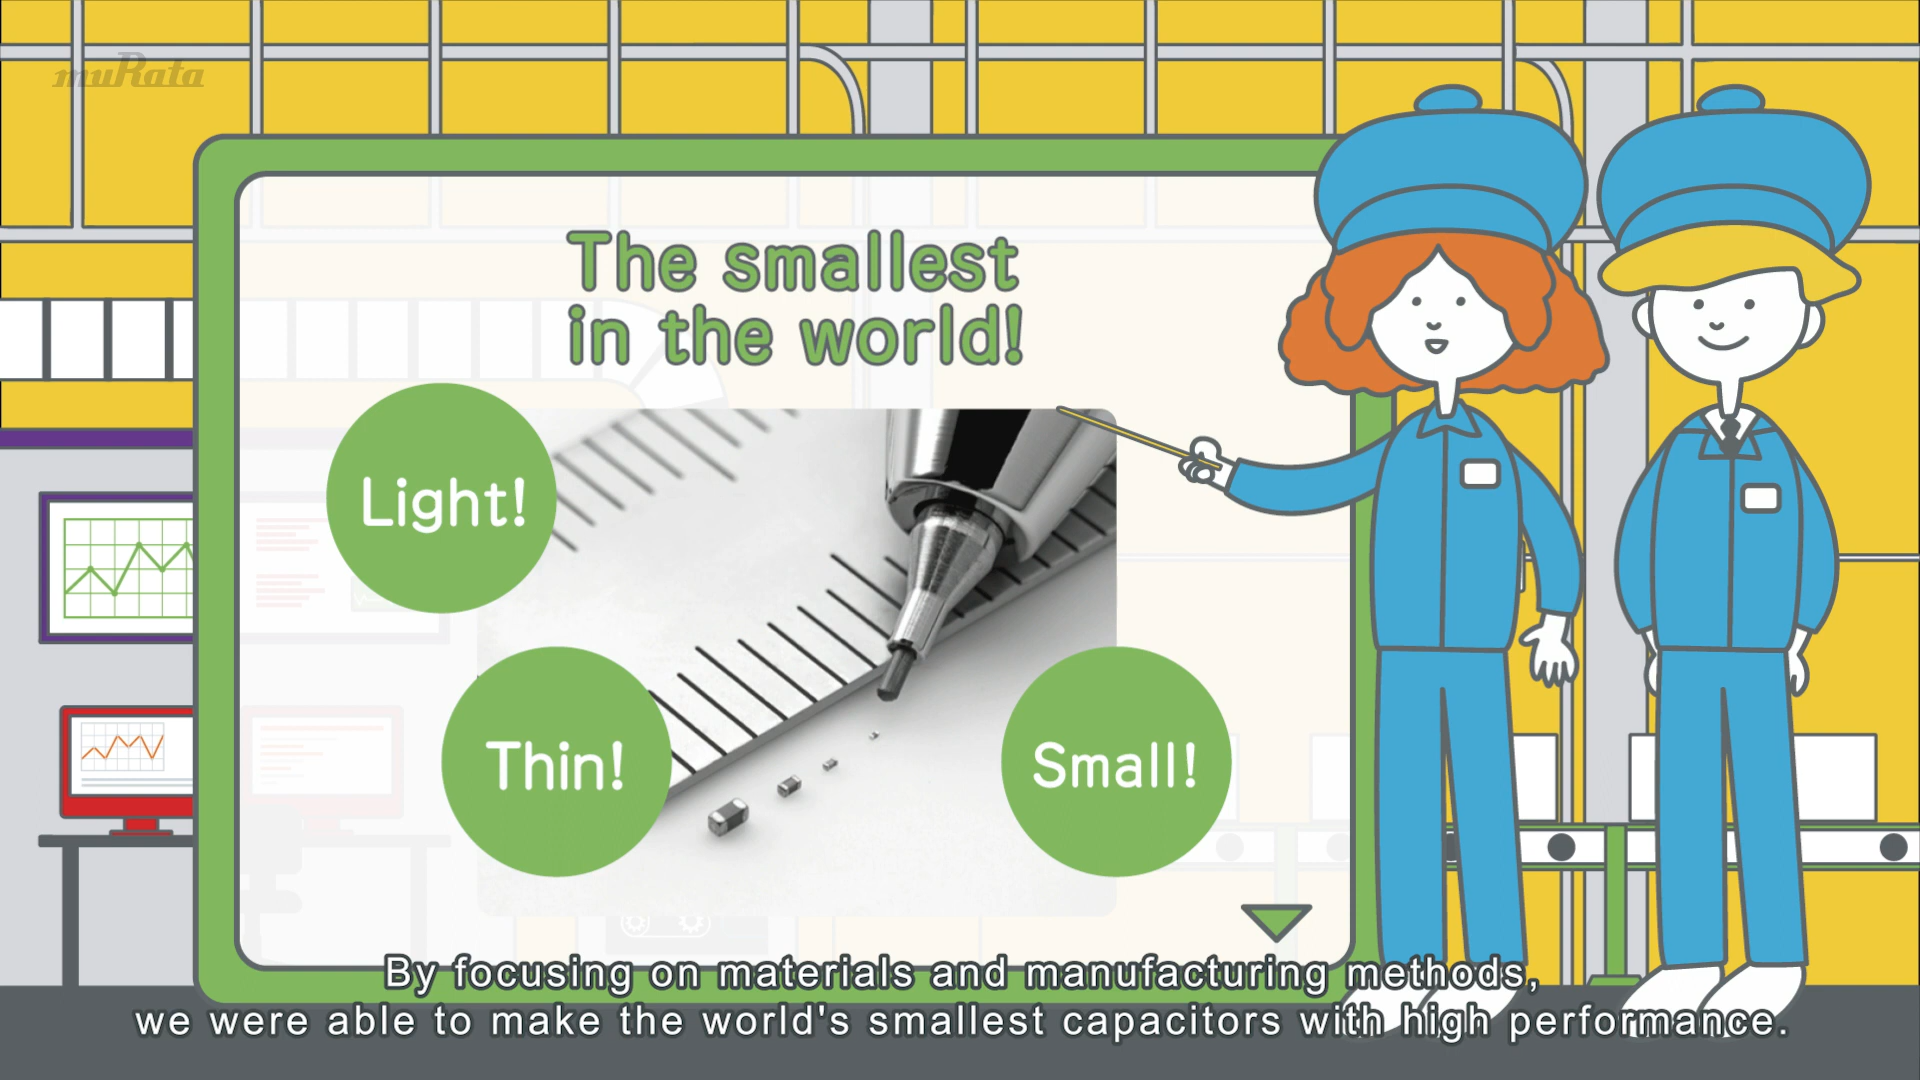 muRata
The smallest
in the world!
Light!
Thin!
Small!
By focusing on materials and manufacturing methods,
we were able to make the world's smallest capacitors with high performance.